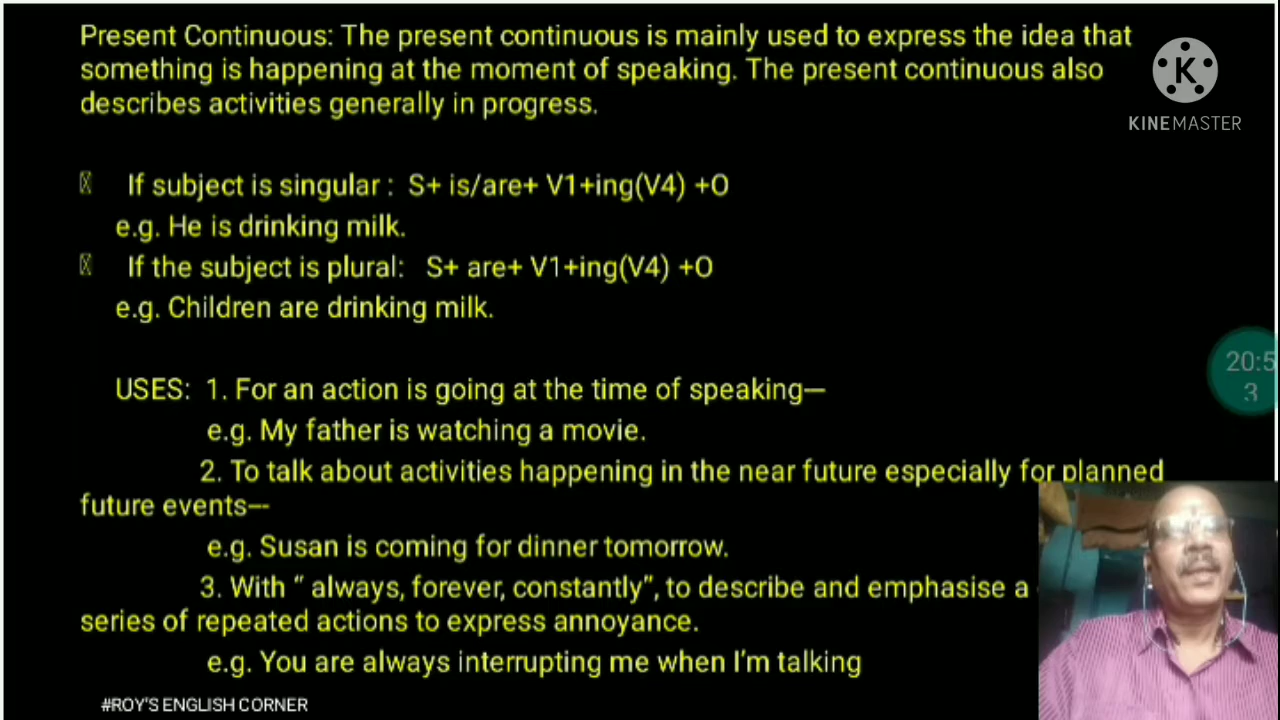 Present Continuous: The present continuous is mainly used to express the idea that
something is happening at the moment of speaking. The present continuous also
describes activities generally in progress.
KINEMASTER
If subject is singular : S+ is/are+ V1+ing(V4) +O
e.g. He is drinking milk.
If the subject is plural: S+ are+ V1+ing(V4) +O
e.g. Children are drinking milk.
20:5
3
USES: 1. For an action is going at the time of speaking—
e.g. My father is watching a movie.
2. To talk about activities happening in the near future especially for planned
future events—-
e.g. Susan is coming for dinner tomorrow.
3. With “ always, forever, constantly”, to describe and emphasise a
series of repeated actions to express annoyance.
e.g. You are always interrupting me when I’m talking
#ROY'S ENGLISH CORNER